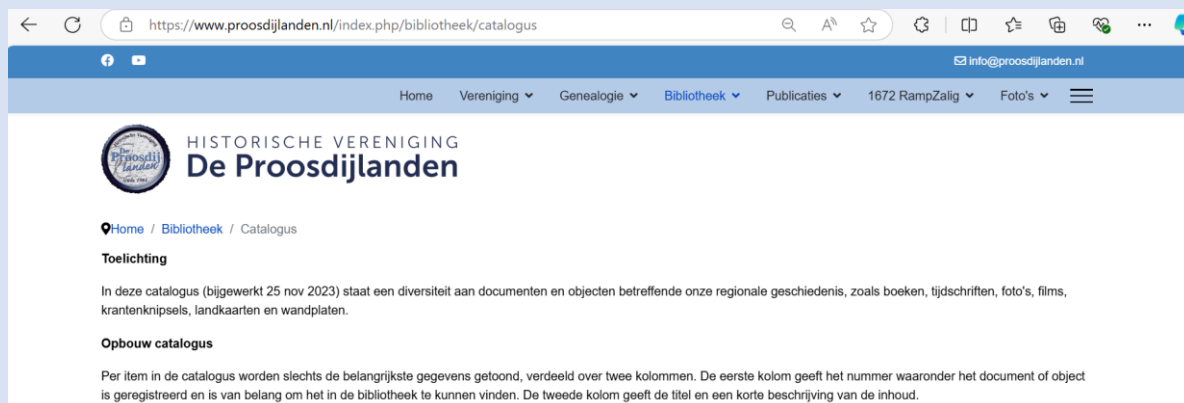 https://www.proosdijlanden.nl/index.php/bibliotheek/catalogus
info@proosdijlanden.nl
Home Vereniging Genealogie Bibliotheek Publicaties 1672 RampZalig Foto's
HISTORISCHE VERENIGING
De Proosdijlanden
Home / Bibliotheek / Catalogus
Toelichting
In deze catalogus (bijgewerkt 25 nov 2023) staat een diversiteit aan documenten en objecten betreffende onze regionale geschiedenis, zoals boeken, tijdschriften, foto's, films,
krantenknipsels, landkaarten en wandplaten.
Opbouw catalogus
Per item in de catalogus worden slechts de belangrijkste gegevens getoond, verdeeld over twee kolommen. De eerste kolom geeft het nummer waaronder het document of object
is geregistreerd en is van belang om het in de bibliotheek te kunnen vinden. De tweede kolom geeft de titel en een korte beschrijving van de inhoud.